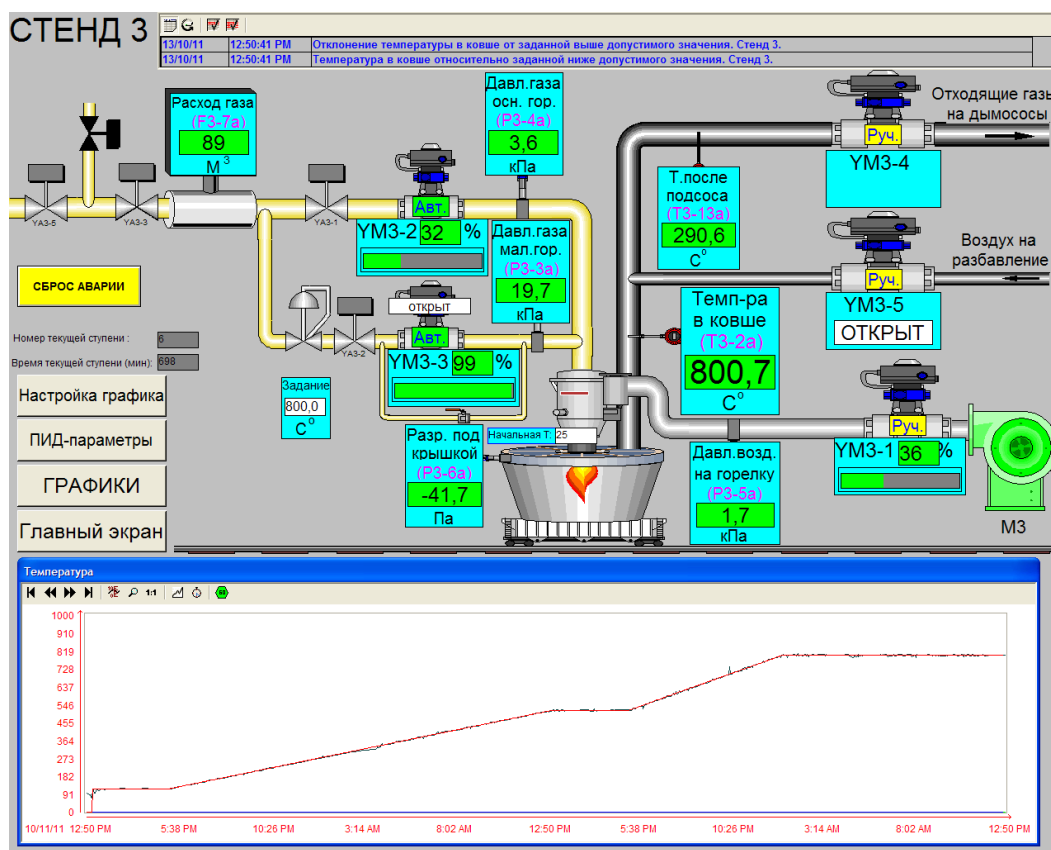 СТЕНД 3
13/10/11 12:50:41 PM Отклонение температуры в ковше от заданной выше допустимого значения. Стенд 3.
13/10/11 12:50:41 PM Температура в ковше относительно заданной ниже допустимого значения. Стенд 3.
Расход газа
(F3-7а)
89
М3
Давл.газа
осн. гор.
(P3-4а)
3,6
кПа
Отходящие газы
на дымососы
Руч.
YM3-4
Т.после
подсоса
(Т3-13а)
290,6
С°
YA3-5
YA3-3
YA3-1
Авт.
YM3-2 32 %
Давл.газа
мал.гор.
(P3-3а)
19,7
кПа
Воздух на
разбавление
Руч.
YM3-5
ОТКРЫТ
СБРОС АВАРИИ
открыт
Авт.
YM3-3 99 %
YA3-2
Темп-ра
в ковше
(Т3-2а)
800,7
С°
Номер текущей ступени : 6
Время текущей ступени (мин): 698
Настройка графика
ПИД-параметры
ГРАФИКИ
Главный экран
Задание
800,0
С°
Разр. под
крышкой
(P3-6а)
-41,7
Па
Начальная Т: 25
Давл.возд.
на горелку
(P3-5а)
1,7
кПа
Руч.
YM3-1 36 %
М3
Температура
1:1
1000
910
819
728
637
546
455
364
273
182
91
0
10/11/11 12:50 PM 5:38 PM 10:26 PM 3:14 AM 8:02 AM 12:50 PM 5:38 PM 10:26 PM 3:14 AM 8:02 AM 12:50 PM